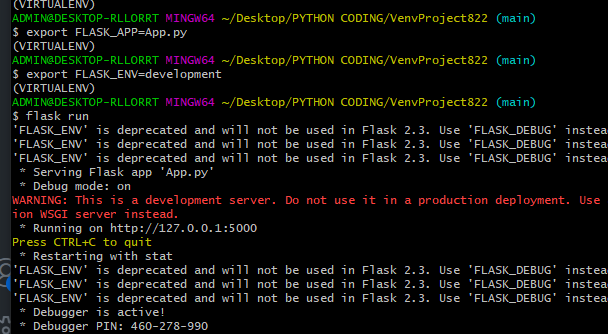 (VIRTUALENV)
ADMIN@DESKTOP-RLLORRT MINGW64 ~/Desktop/PYTHON CODING/VenvProject822 (main)
$ export FLASK_APP=App.py
(VIRTUALENV)
ADMIN@DESKTOP-RLLORRT MINGW64 ~/Desktop/PYTHON CODING/VenvProject822 (main)
$ export FLASK_ENV=development
(VIRTUALENV)
ADMIN@DESKTOP-RLLORRT MINGW64 ~/Desktop/PYTHON CODING/VenvProject822 (main)
$ flask run
'FLASK_ENV' is deprecated and will not be used in Flask 2.3. Use 'FLASK_DEBUG' instea
'FLASK_ENV' is deprecated and will not be used in Flask 2.3. Use 'FLASK_DEBUG' instea
'FLASK_ENV' is deprecated and will not be used in Flask 2.3. Use 'FLASK_DEBUG' instea
* Serving Flask app 'App.py'
* Debug mode: on
WARNING: This is a development server. Do not use it in a production deployment. Use
ion WSGI server instead.
* Running on http://127.0.0.1:5000
Press CTRL+C to quit
* Restarting with stat
'FLASK_ENV' is deprecated and will not be used in Flask 2.3. Use 'FLASK_DEBUG' instea
'FLASK_ENV' is deprecated and will not be used in Flask 2.3. Use 'FLASK_DEBUG' instea
'FLASK_ENV' is deprecated and will not be used in Flask 2.3. Use 'FLASK_DEBUG' instea
* Debugger is active!
* Debugger PIN: 460-278-990